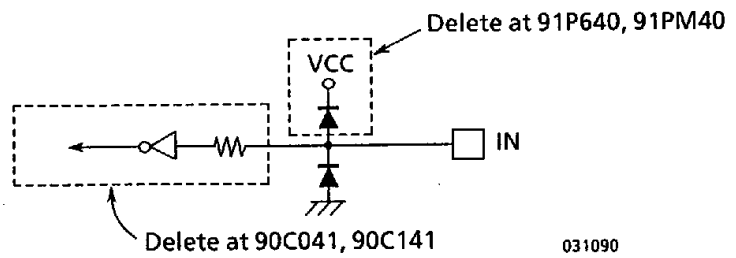 Delete at 91P640, 91PM40
VCC
IN
Delete at 90C041, 90C141
031090